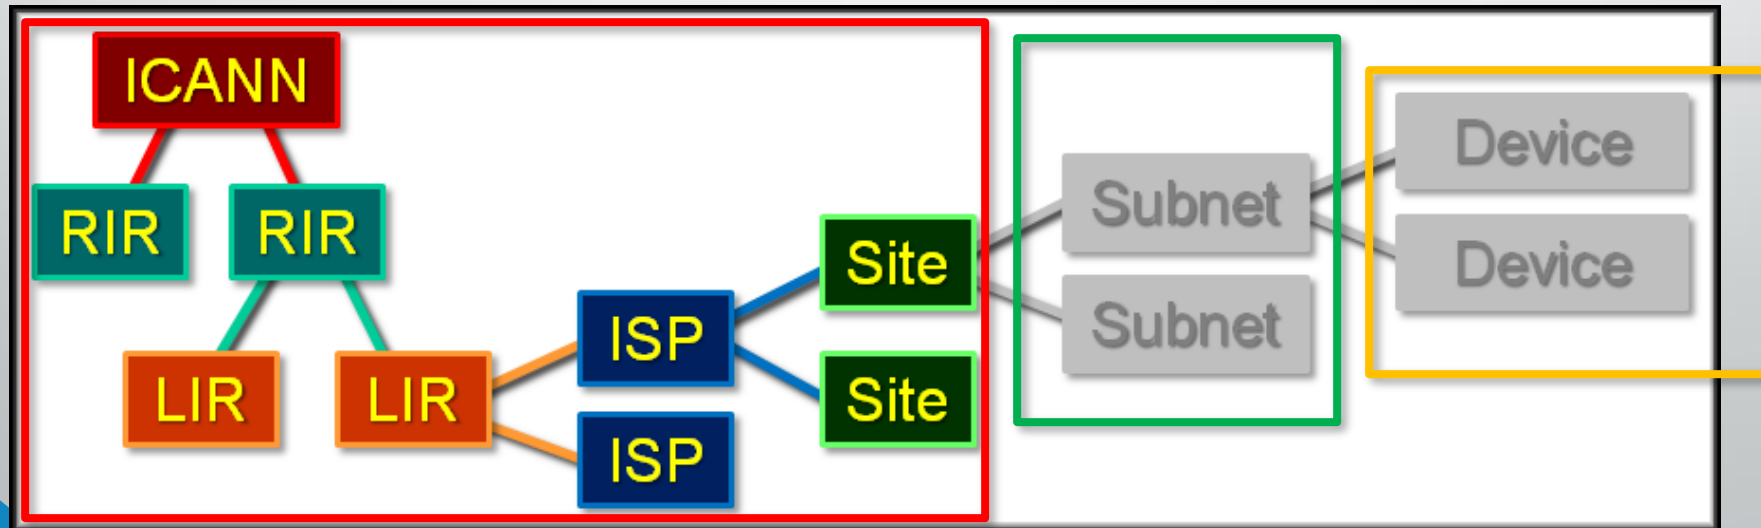 ICANN
RIR
RIR
LIR
LIR
ISP
ISP
Site
Site
Subnet
Subnet
Device
Device